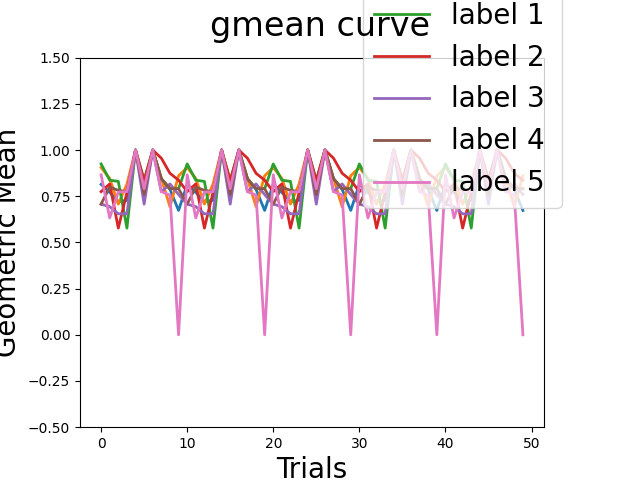 gmean curve
label 1
label 2
label 3
label 4
label 5
1.50
1.25
1.00
0.75
0.50
0.25
0.00
−0.25
−0.50
Geometric Mean
0 10 20 30 40 50
Trials